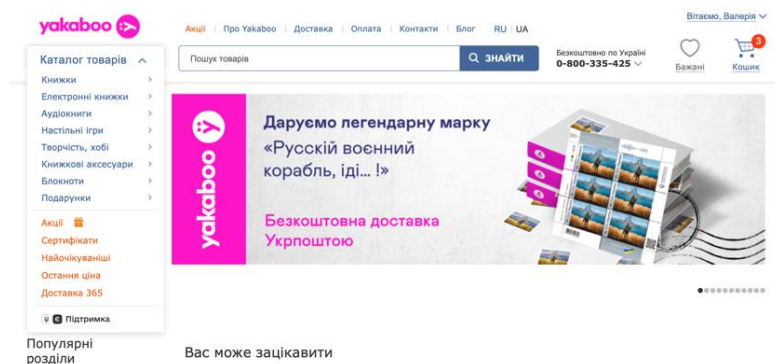 yakaboo
Акції
Про Yakaboo
Доставка
Оплата
Контакти
Блог
RU
UA
Вітаємо, Валерія
Каталог товарів
Пошук товарів
ЗНАЙТИ
Безкоштовно по Україні
0-800-335-425
Бажані
3
Кошик
Книжки
Електронні книжки
Аудіокниги
Настільні ігри
Творчість, хобі
Книжкові аксесуари
Блокноти
Подарунки
Акції
Сертифікати
Найочікуваніші
Остання ціна
Доставка 365
Підтримка
yakaboo
Даруємо легендарну марку
«Русскій воєнний
корабль, іді... !»
Безкоштовна доставка
Укрпоштою
Популярні
розділи
Вас може зацікавити